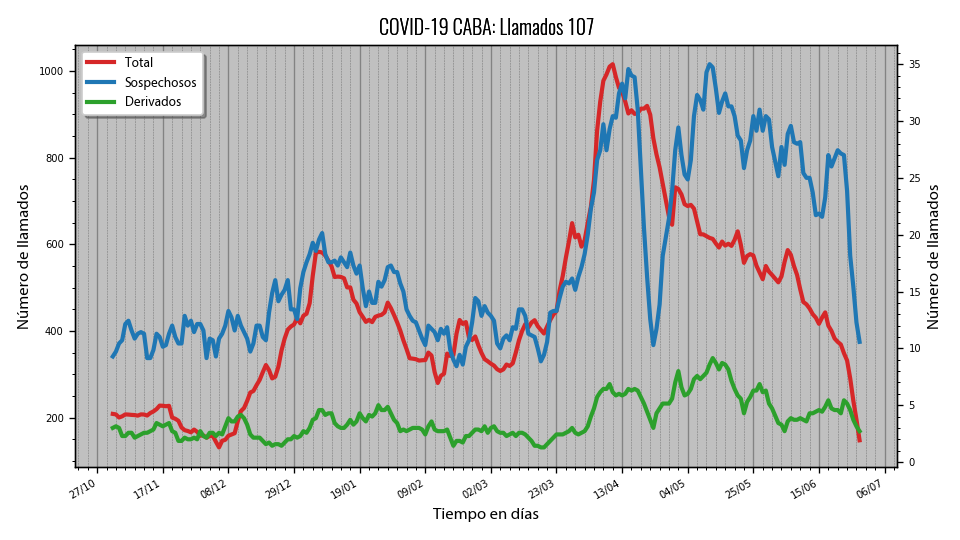 COVID-19 CABA: Llamados 107
Total
Sospechosos
Derivados
Número de llamados
1000
800
600
400
200
35
30
25
20
15
10
5
0
Número de llamados
27/10 17/11 08/12 29/12 19/01 09/02 02/03 23/03 13/04 04/05 25/05 15/06 06/07
Tiempo en días